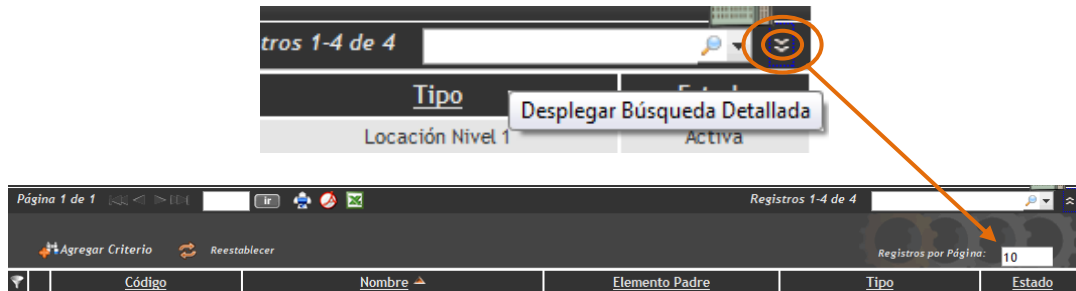 tros 1-4 de 4
Tipo
Desplegar Búsqueda Detallada
Locación Nivel 1 Activa
Página 1 de 1 ir Registros 1-4 de 4
Agregar Criterio Reestablecer Registros por Página: 10
Código Nombre Elemento Padre Tipo Estado